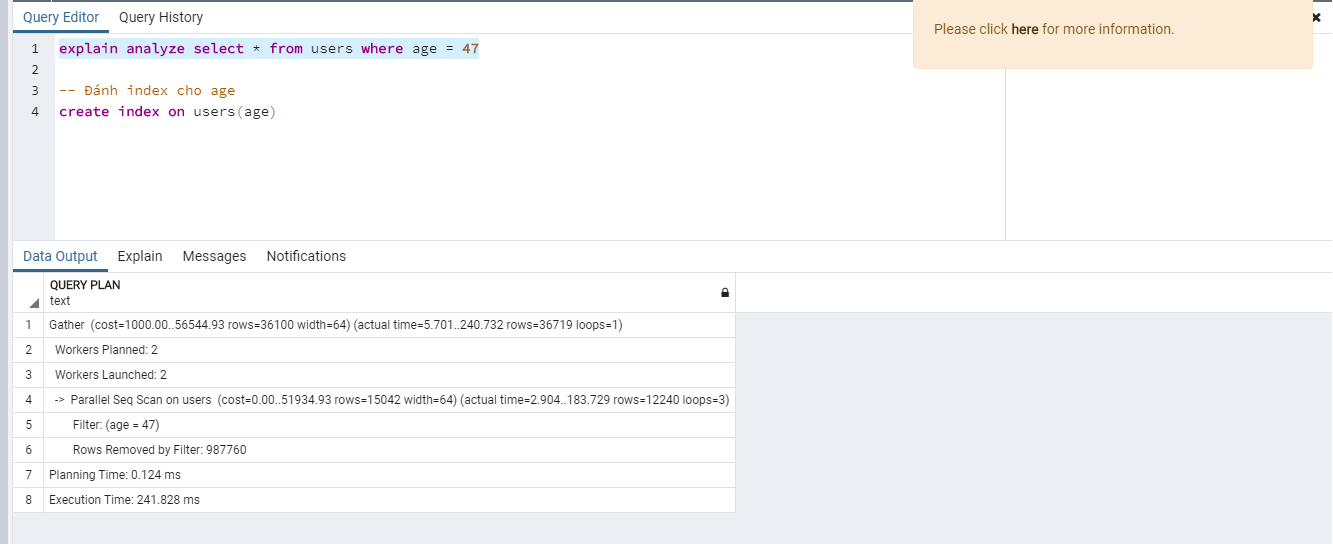 Query Editor Query History
Please click here for more information.
1 explain analyze select * from users where age = 47
2
3 -- Đánh index cho age
4 create index on users(age)
Data Output Explain Messages Notifications
QUERY PLAN
text
1 Gather (cost=1000.00..56544.93 rows=36100 width=64) (actual time=5.701..240.732 rows=36719 loops=1)
2 Workers Planned: 2
3 Workers Launched: 2
4 -> Parallel Seq Scan on users (cost=0.00..51934.93 rows=15042 width=64) (actual time=2.904..183.729 rows=12240 loops=3)
5 Filter: (age = 47)
6 Rows Removed by Filter: 987760
7 Planning Time: 0.124 ms
8 Execution Time: 241.828 ms